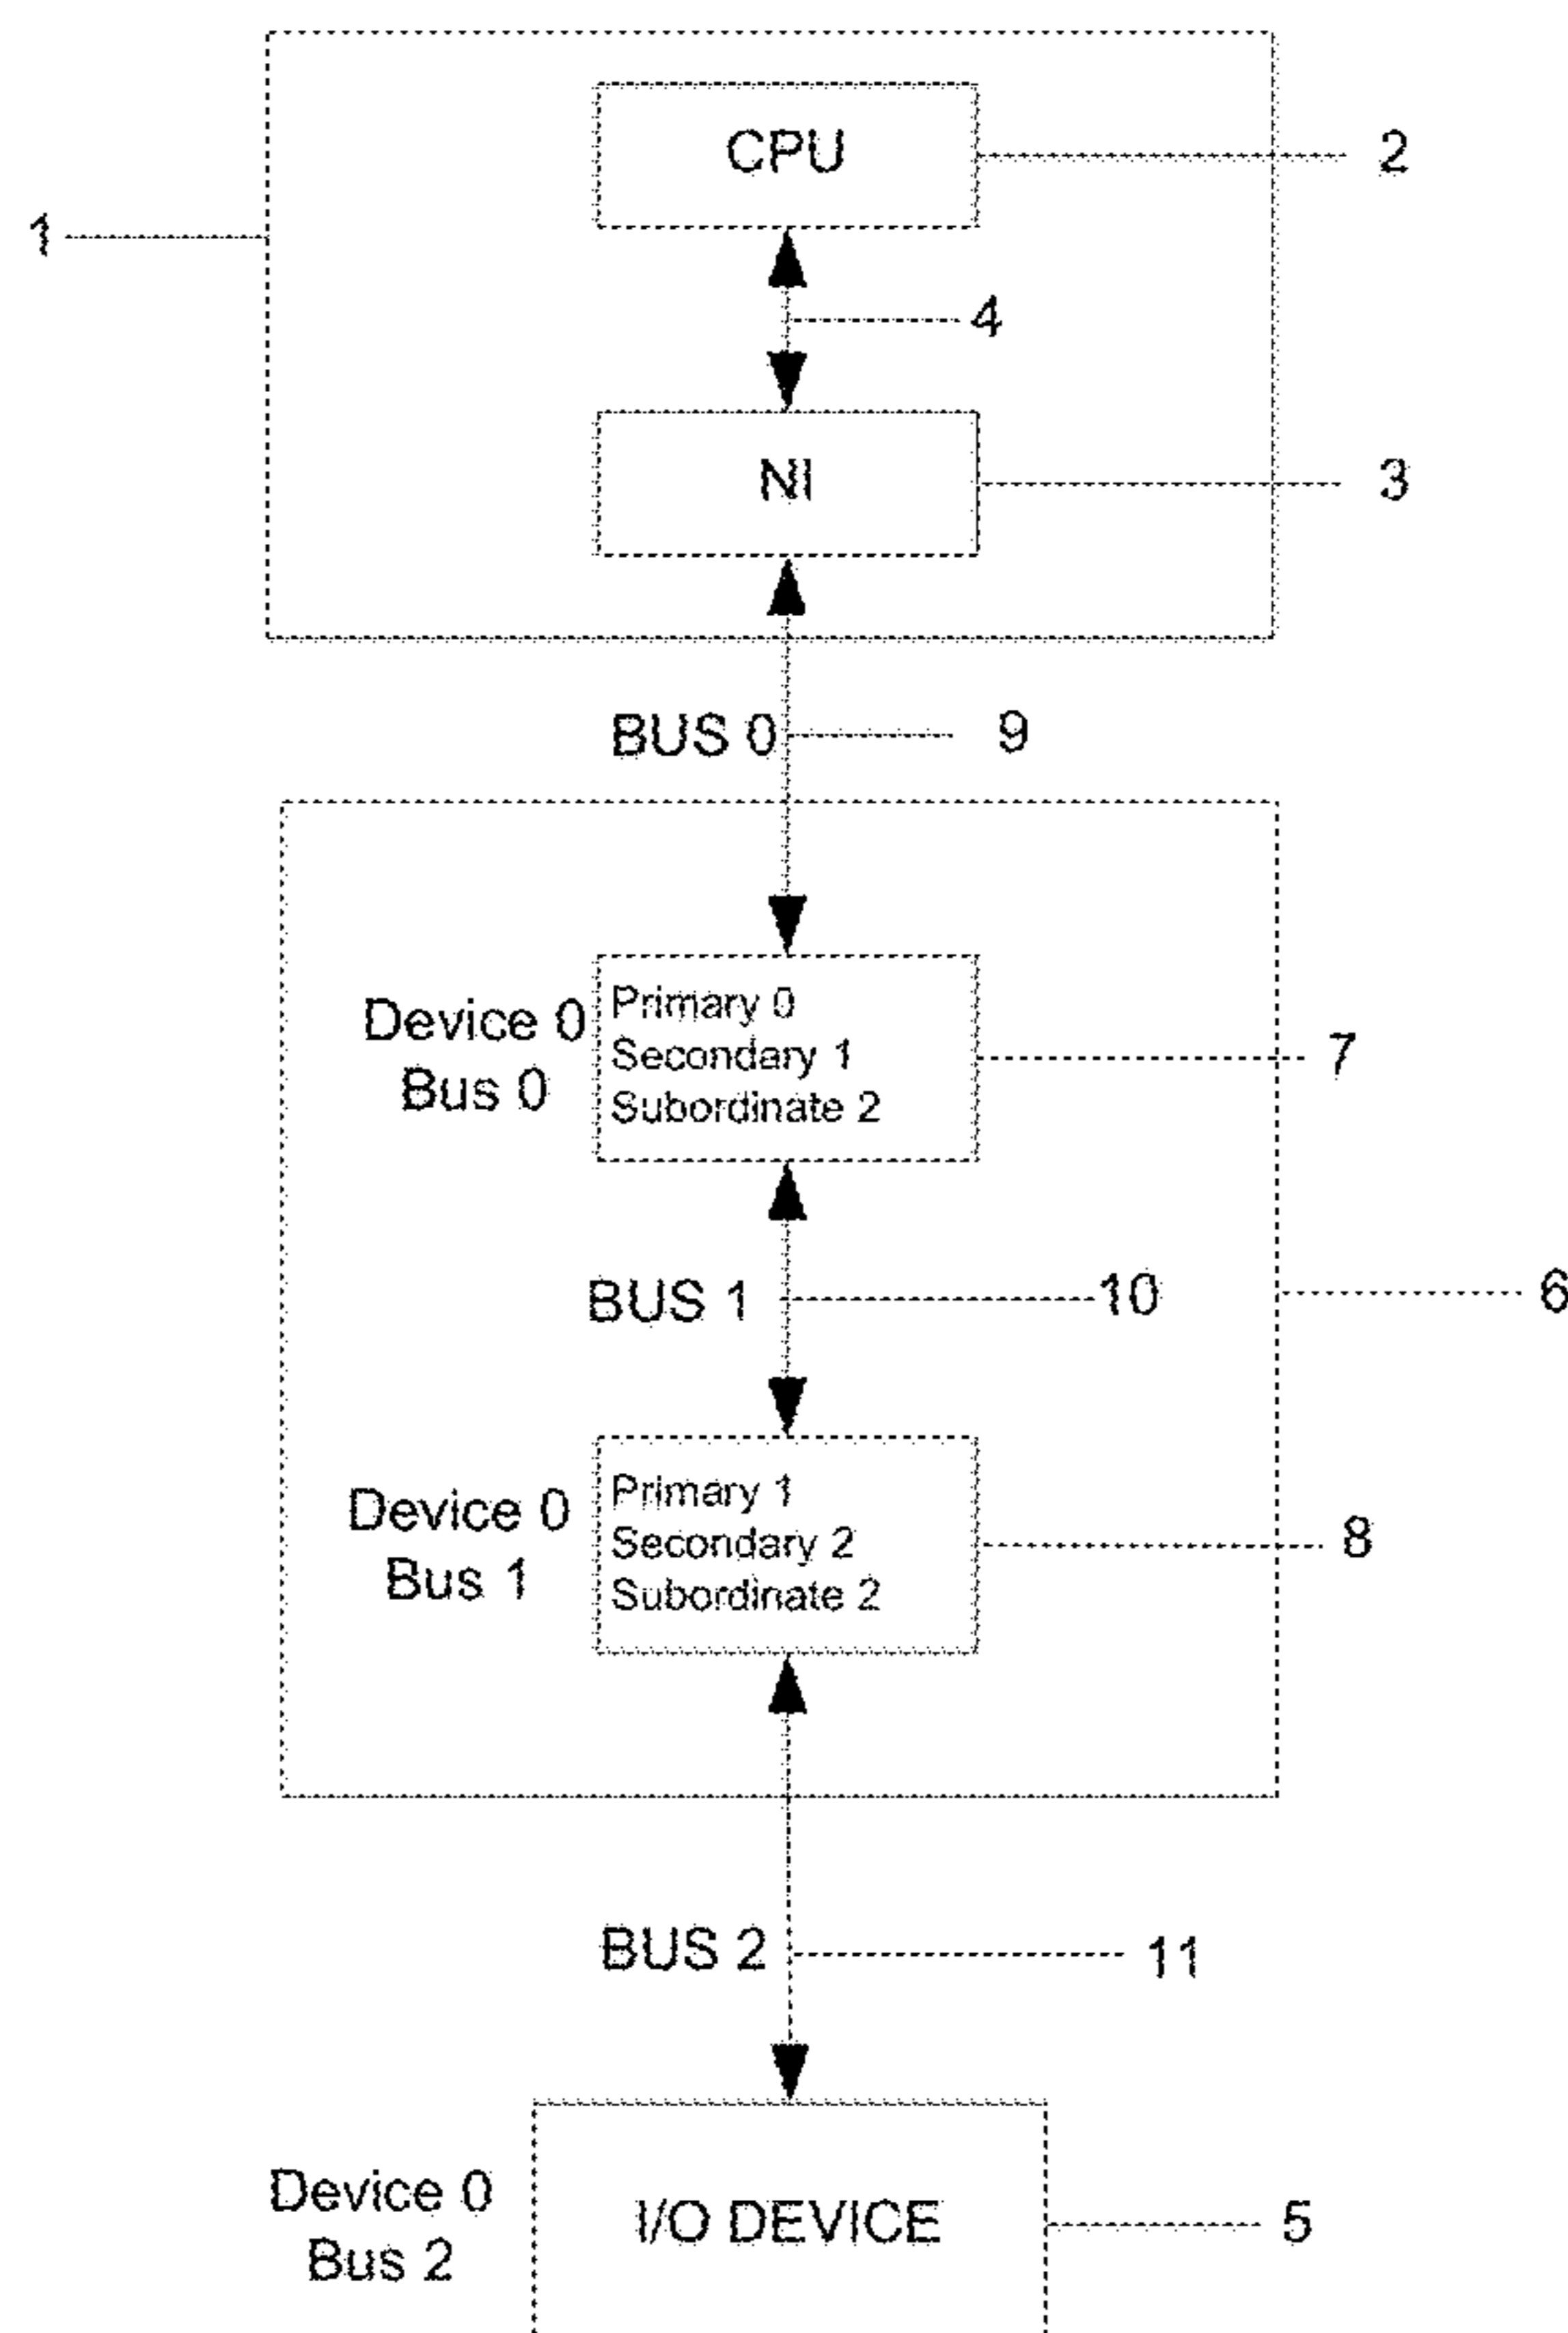 CPU
2
1
4
NI
3
BUS 0
9
Device 0
Bus 0
Primary 0
Secondary 1
Subordinate 2
7
BUS 1
10
6
Device 0
Bus 1
Primary 1
Secondary 2
Subordinate 2
8
BUS 2
11
Device 0
Bus 2
I/O DEVICE
5